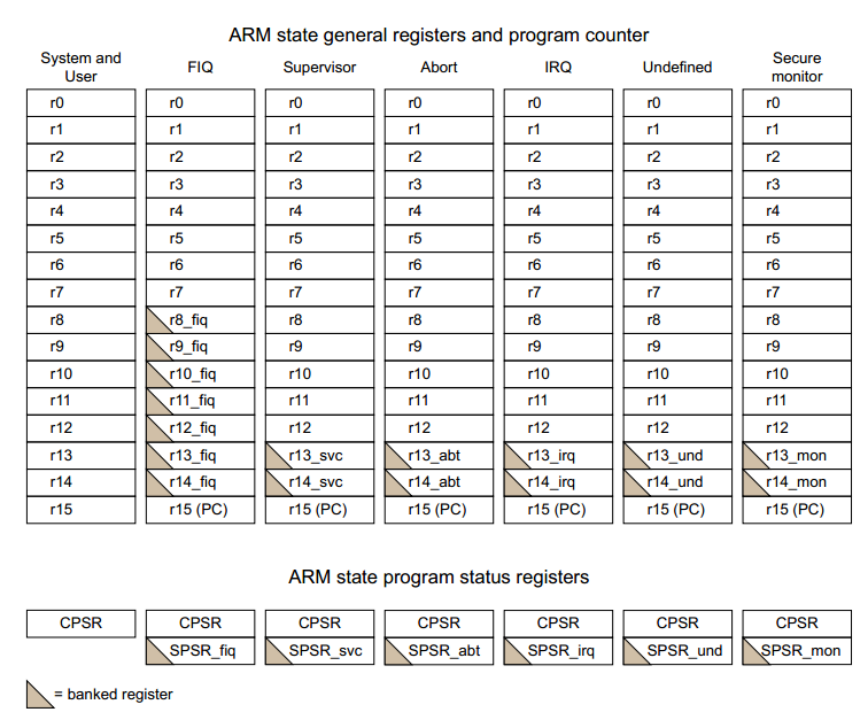 ARM state general registers and program counter
System and User FIQ Supervisor Abort IRQ Undefined Secure monitor
r0 r0 r0 r0 r0 r0 r0
r1 r1 r1 r1 r1 r1 r1
r2 r2 r2 r2 r2 r2 r2
r3 r3 r3 r3 r3 r3 r3
r4 r4 r4 r4 r4 r4 r4
r5 r5 r5 r5 r5 r5 r5
r6 r6 r6 r6 r6 r6 r6
r7 r7 r7 r7 r7 r7 r7
r8 r8_fiq r8 r8 r8 r8 r8
r9 r9_fiq r9 r9 r9 r9 r9
r10 r10_fiq r10 r10 r10 r10 r10
r11 r11_fiq r11 r11 r11 r11 r11
r12 r12_fiq r12 r12 r12 r12 r12
r13 r13_fiq r13_svc r13_abt r13_irq r13_und r13_mon
r14 r14_fiq r14_svc r14_abt r14_irq r14_und r14_mon
r15 r15 (PC) r15 (PC) r15 (PC) r15 (PC) r15 (PC) r15 (PC)
ARM state program status registers
CPSR CPSR CPSR CPSR CPSR CPSR CPSR
SPSR_fiq SPSR_svc SPSR_abt SPSR_irq SPSR_und SPSR_mon
= banked register